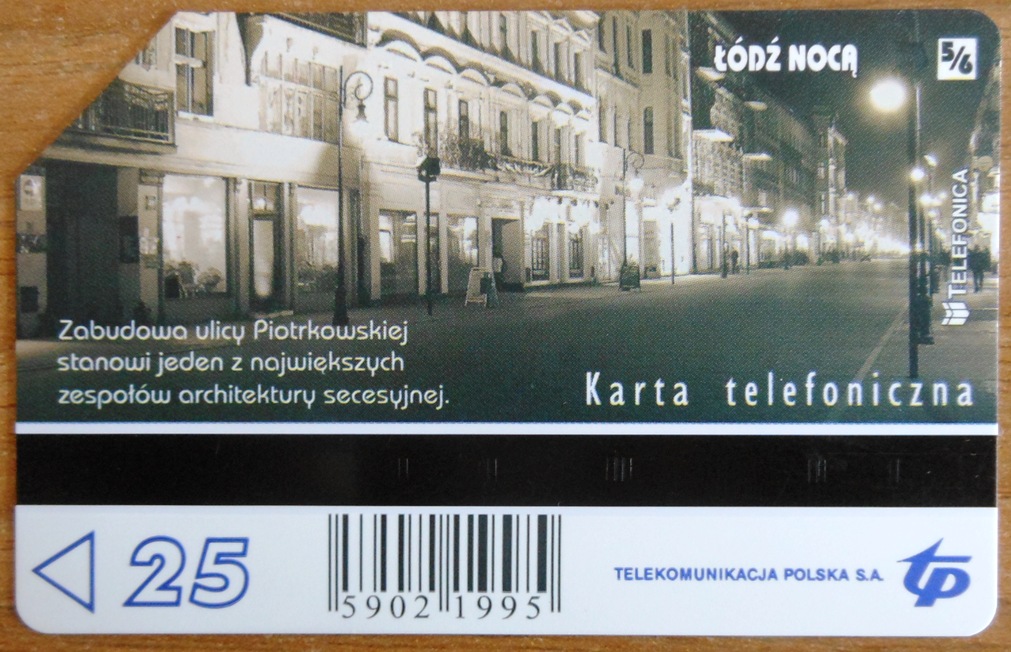 ŁÓDŹ NOCĄ
5/6
TELEFONICA
Zabudowa ulicy Piotrkowskiej
stanowi jeden z największych
zespołów architektury secesyjnej.
Karta telefoniczna
25
5902 1995
TELEKOMUNIKACJA POLSKA S.A.
tp